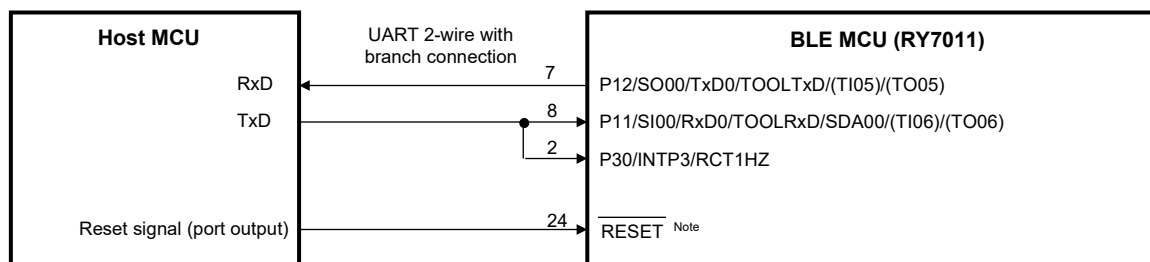 Host MCU
UART 2-wire with
branch connection
BLE MCU (RY7011)
RxD
7
P12/SO00/TxD0/TOOLTxD/(TI05)/(TO05)
TxD
8
P11/SI00/RxD0/TOOLRxD/SDA00/(TI06)/(TO06)
2
P30/INTP3/RCT1HZ
Reset signal (port output)
24
RESET Note